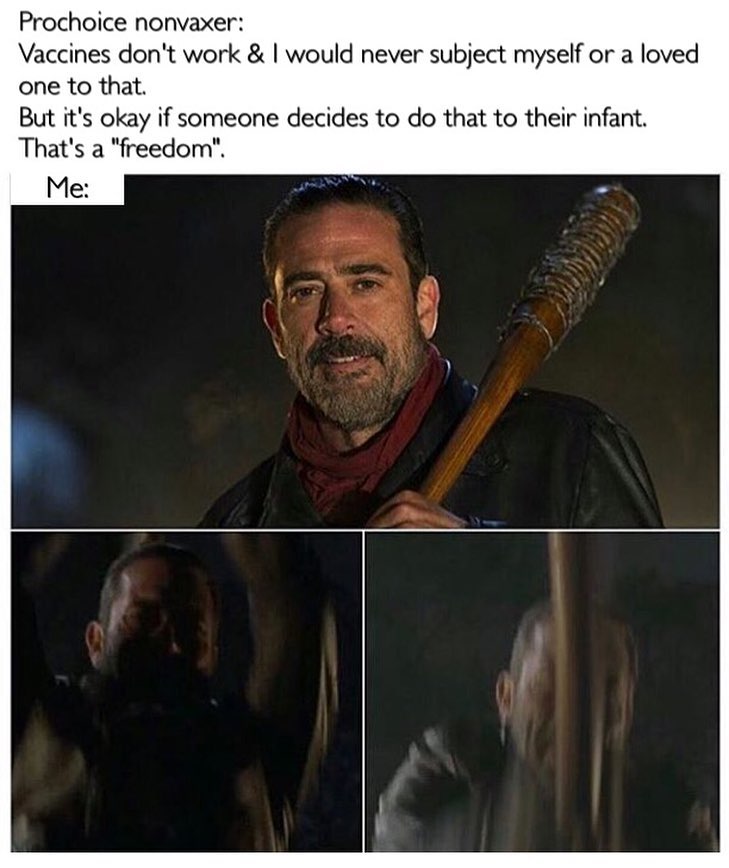 Prochoice nonvaxer:
Vaccines don't work & I would never subject myself or a loved
one to that.
But it's okay if someone decides to do that to their infant.
That's a "freedom".
Me: